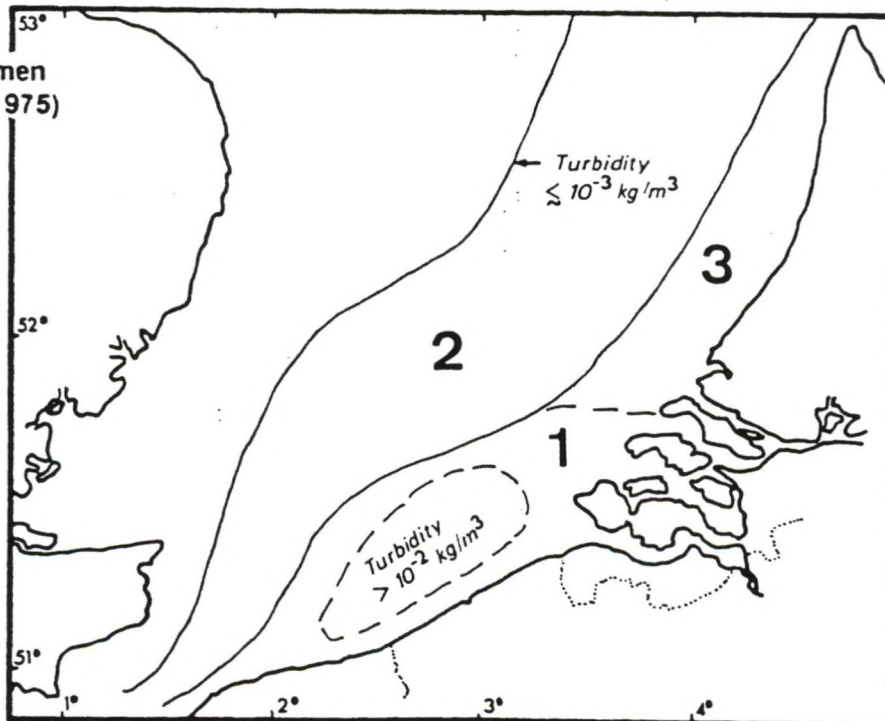 53°
men
975)
Turbidity
≲ 10⁻³ kg/m³
3
52°
2
1
Turbidity
> 10⁻² kg/m³
51°
1° 2° 3° 4°